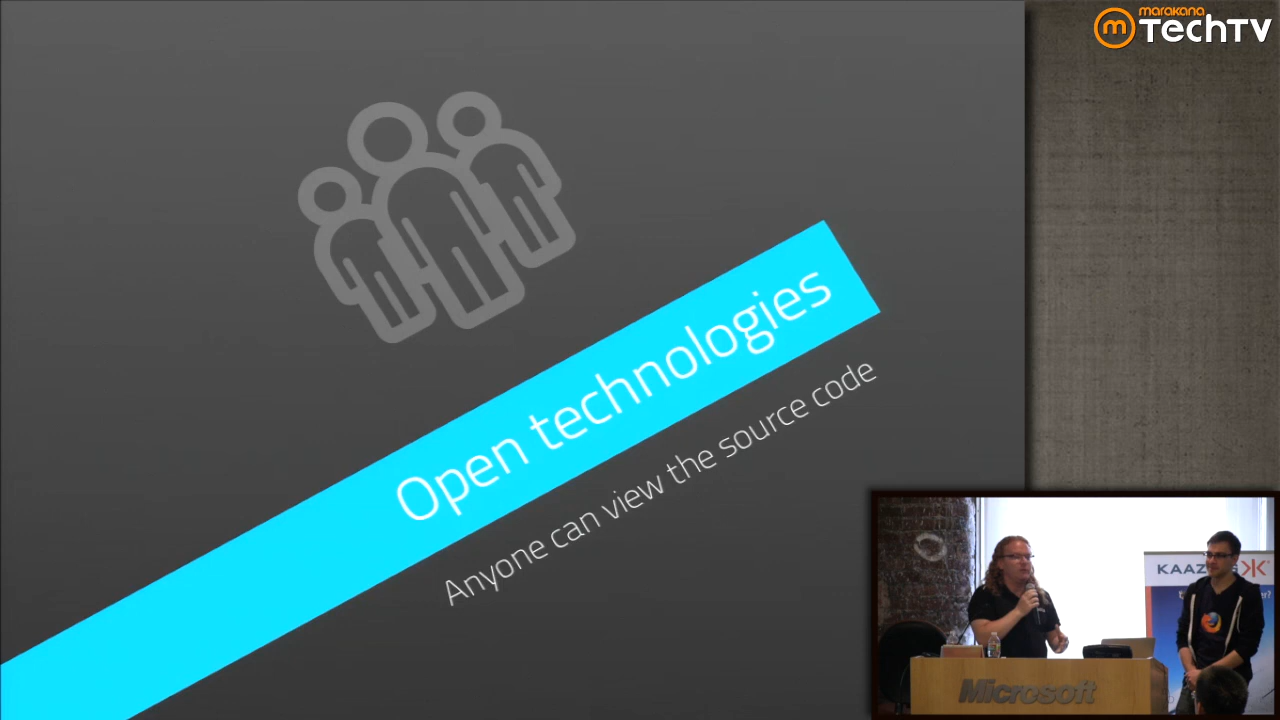 marakana
TechTV
Open technologies
Anyone can view the source code
KAAZ
Microsoft